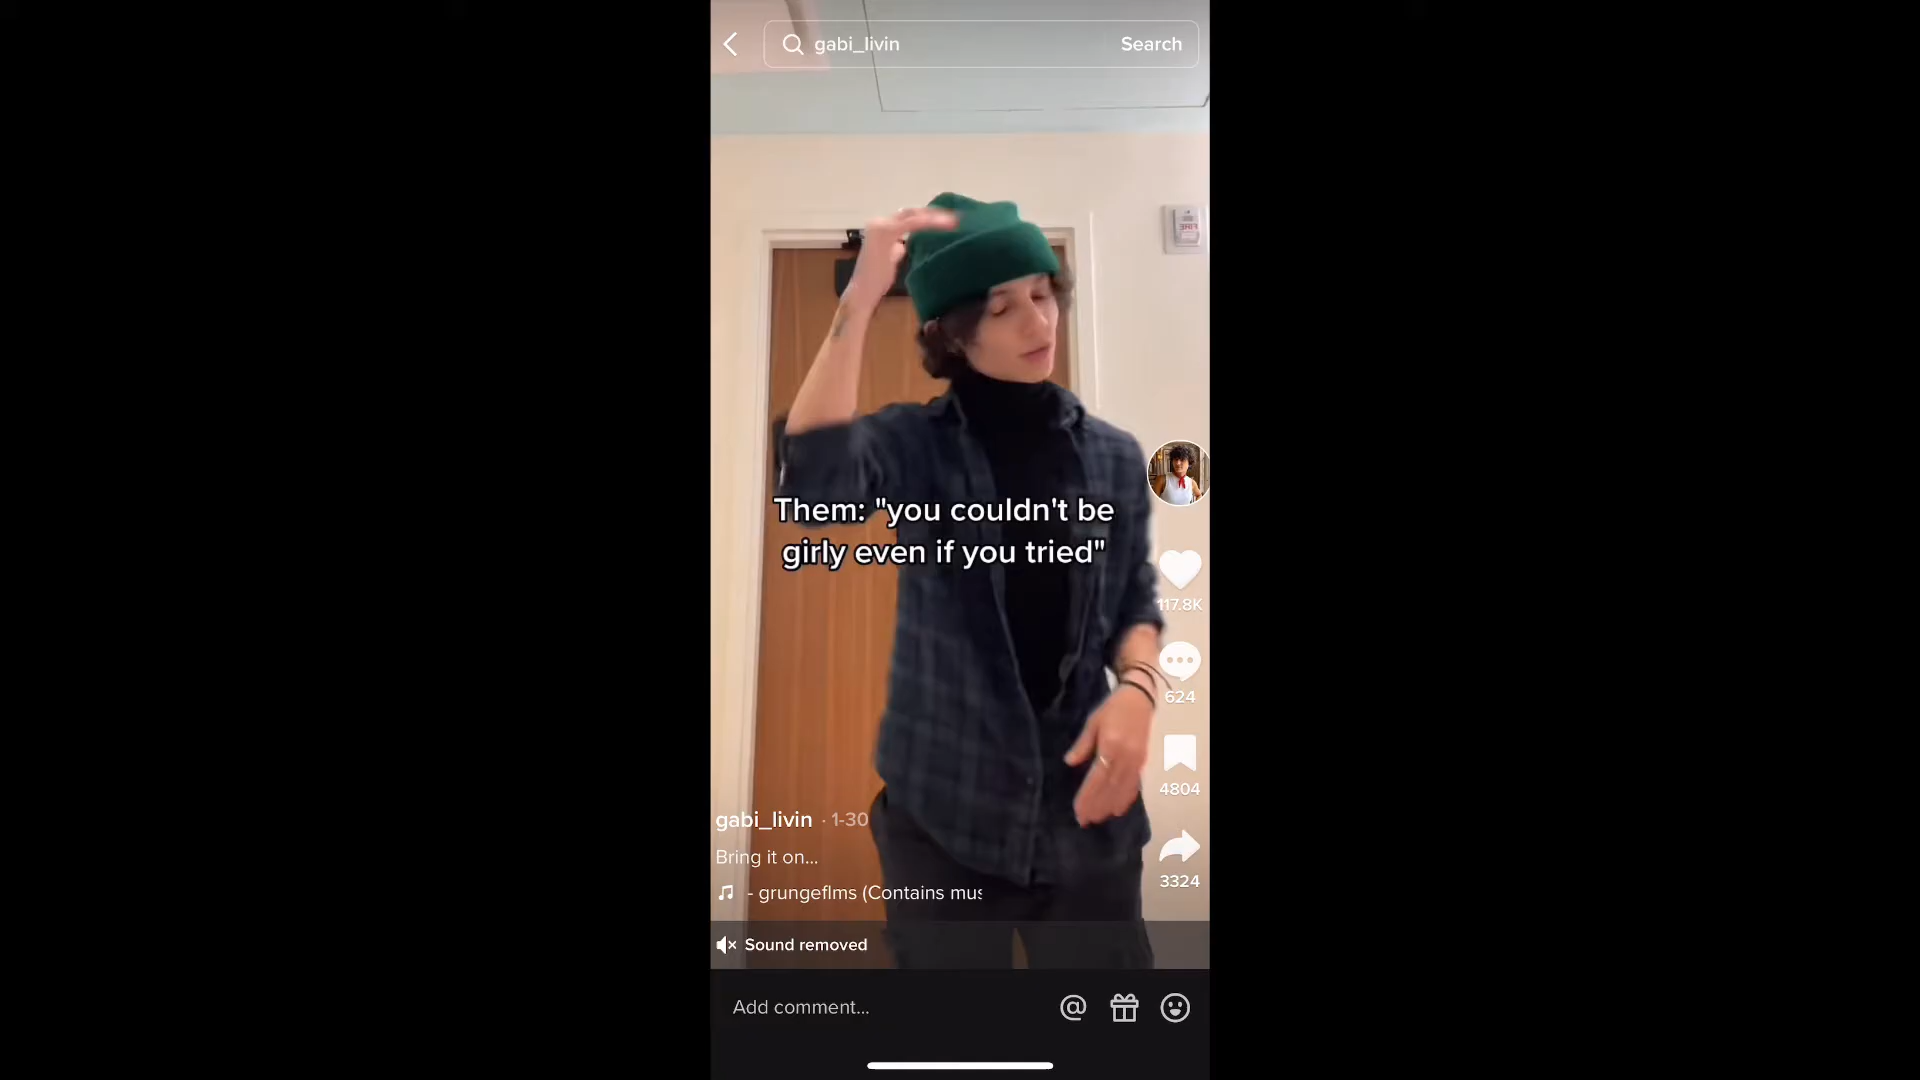 gabi_livin
Search
Them: "you couldn't be
girly even if you tried"
117.8K
624
4804
3324
gabi_livin · 1-30
Bring it on...
- grungeflms (Contains mus
Sound removed
Add comment...